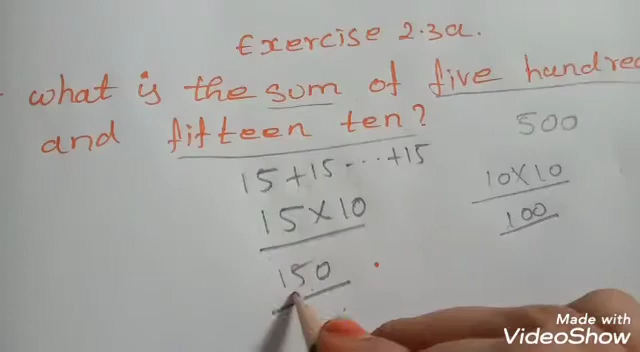 Exercise 2.3a.
what is the sum of five hundred
and fifteen ten?
500
15+15...+15
10×10
15×10
100
150
Made with
VideoShow